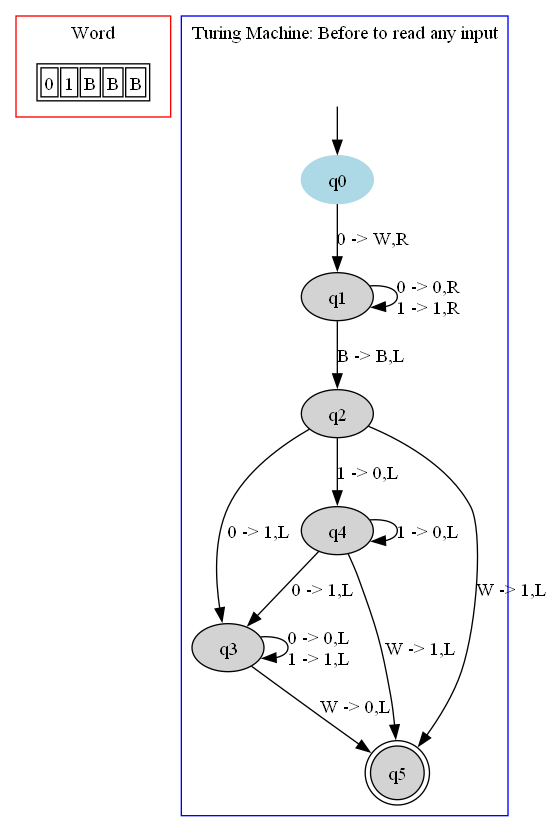 Word
0 1 B B B
Turing Machine: Before to read any input
q0
0 -> W,R
q1
0 -> 0,R
1 -> 1,R
B -> B,L
q2
0 -> 1,L
1 -> 0,L
W -> 1,L
q4
1 -> 0,L
0 -> 1,L
W -> 1,L
q3
0 -> 0,L
1 -> 1,L
W -> 0,L
q5